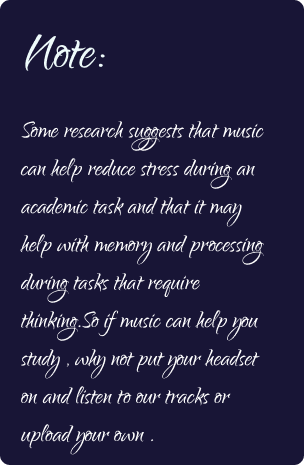 Note:
Some research suggests that music
can help reduce stress during an
academic task and that it may
help with memory and processing
during tasks that require
thinking.So if music can help you
study , why not put your headset
on and listen to our tracks or
upload your own .